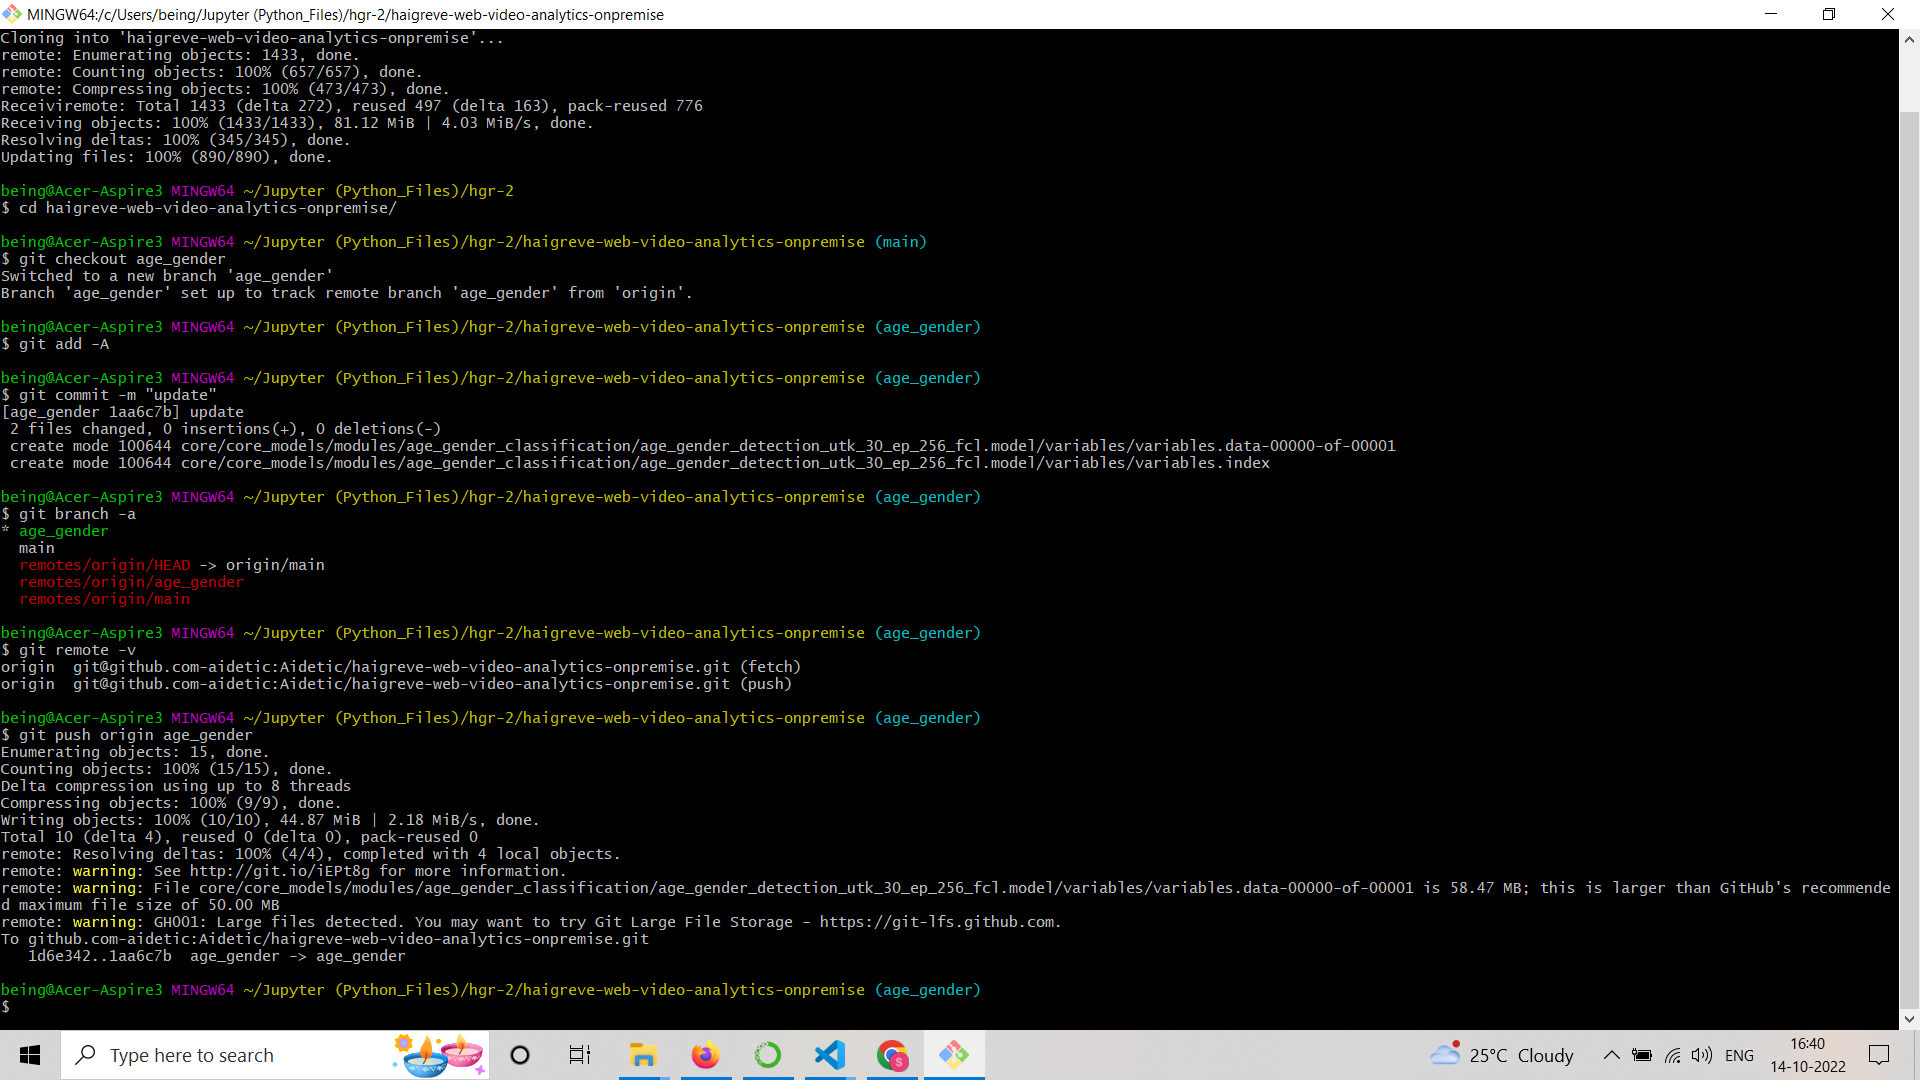 MINGW64:/c/Users/being/Jupyter (Python_Files)/hgr-2/haigreve-web-video-analytics-onpremise
Cloning into 'haigreve-web-video-analytics-onpremise'...
remote: Enumerating objects: 1433, done.
remote: Counting objects: 100% (657/657), done.
remote: Compressing objects: 100% (473/473), done.
Receiviremote: Total 1433 (delta 272), reused 497 (delta 163), pack-reused 776
Receiving objects: 100% (1433/1433), 81.12 MiB | 4.03 MiB/s, done.
Resolving deltas: 100% (345/345), done.
Updating files: 100% (890/890), done.
being@Acer-Aspire3 MINGW64 ~/Jupyter (Python_Files)/hgr-2
$ cd haigreve-web-video-analytics-onpremise/
being@Acer-Aspire3 MINGW64 ~/Jupyter (Python_Files)/hgr-2/haigreve-web-video-analytics-onpremise (main)
$ git checkout age_gender
Switched to a new branch 'age_gender'
Branch 'age_gender' set up to track remote branch 'age_gender' from 'origin'.
being@Acer-Aspire3 MINGW64 ~/Jupyter (Python_Files)/hgr-2/haigreve-web-video-analytics-onpremise (age_gender)
$ git add -A
being@Acer-Aspire3 MINGW64 ~/Jupyter (Python_Files)/hgr-2/haigreve-web-video-analytics-onpremise (age_gender)
$ git commit -m "update"
[age_gender 1aa6c7b] update
2 files changed, 0 insertions(+), 0 deletions(-)
create mode 100644 core/core_models/modules/age_gender_classification/age_gender_detection_utk_30_ep_256_fcl.model/variables/variables.data-00000-of-00001
create mode 100644 core/core_models/modules/age_gender_classification/age_gender_detection_utk_30_ep_256_fcl.model/variables/variables.index
being@Acer-Aspire3 MINGW64 ~/Jupyter (Python_Files)/hgr-2/haigreve-web-video-analytics-onpremise (age_gender)
$ git branch -a
* age_gender
main
remotes/origin/HEAD -> origin/main
remotes/origin/age_gender
remotes/origin/main
being@Acer-Aspire3 MINGW64 ~/Jupyter (Python_Files)/hgr-2/haigreve-web-video-analytics-onpremise (age_gender)
$ git remote -v
origin  git@github.com-aidetic:Aidetic/haigreve-web-video-analytics-onpremise.git (fetch)
origin  git@github.com-aidetic:Aidetic/haigreve-web-video-analytics-onpremise.git (push)
being@Acer-Aspire3 MINGW64 ~/Jupyter (Python_Files)/hgr-2/haigreve-web-video-analytics-onpremise (age_gender)
$ git push origin age_gender
Enumerating objects: 15, done.
Counting objects: 100% (15/15), done.
Delta compression using up to 8 threads
Compressing objects: 100% (9/9), done.
Writing objects: 100% (10/10), 44.87 MiB | 2.18 MiB/s, done.
Total 10 (delta 4), reused 0 (delta 0), pack-reused 0
remote: Resolving deltas: 100% (4/4), completed with 4 local objects.
remote: warning: See http://git.io/iEPt8g for more information.
remote: warning: File core/core_models/modules/age_gender_classification/age_gender_detection_utk_30_ep_256_fcl.model/variables/variables.data-00000-of-00001 is 58.47 MB; this is larger than GitHub's recommende
d maximum file size of 50.00 MB
remote: warning: GH001: Large files detected. You may want to try Git Large File Storage - https://git-lfs.github.com.
To github.com-aidetic:Aidetic/haigreve-web-video-analytics-onpremise.git
1d6e342..1aa6c7b  age_gender -> age_gender
being@Acer-Aspire3 MINGW64 ~/Jupyter (Python_Files)/hgr-2/haigreve-web-video-analytics-onpremise (age_gender)
$
Type here to search
25°C Cloudy
ENG
16:40
14-10-2022